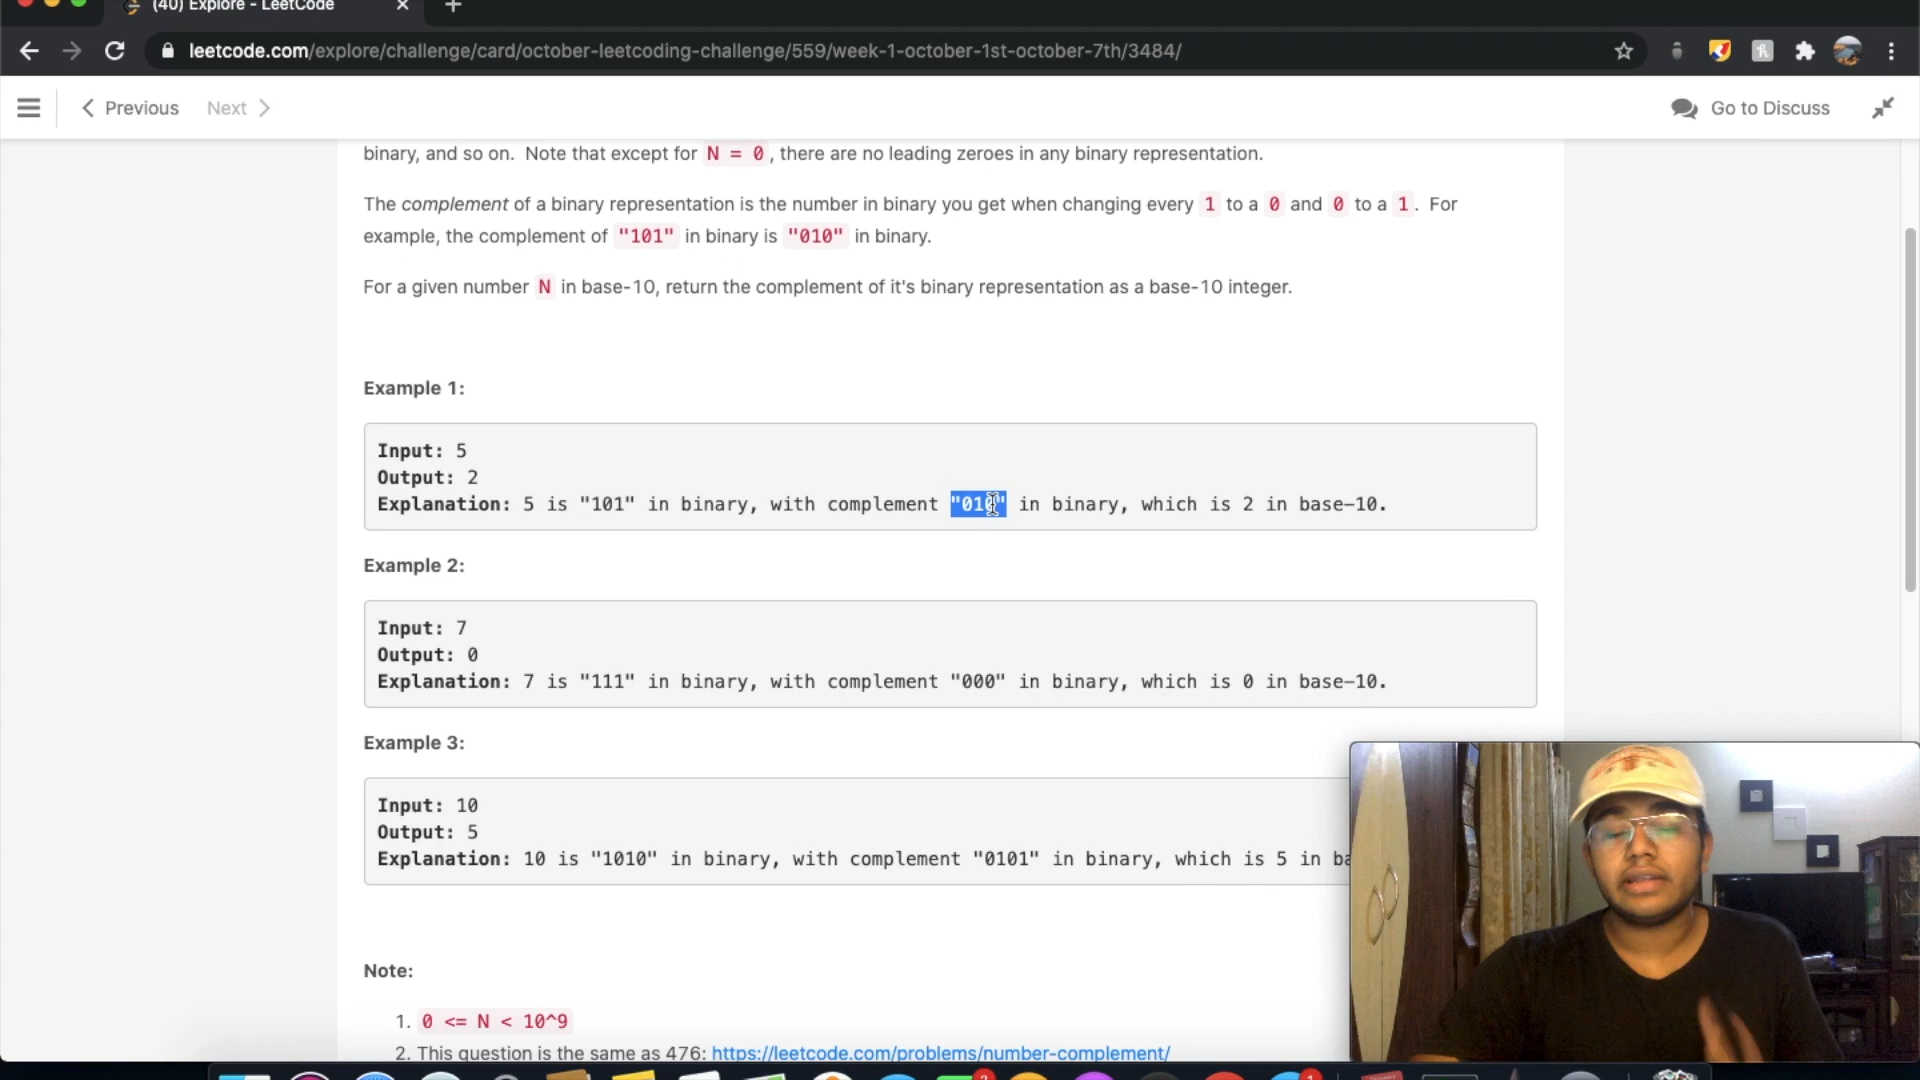 (40) Explore - LeetCode
leetcode.com/explore/challenge/card/october-leetcoding-challenge/559/week-1-october-1st-october-7th/3484/
Previous Next Go to Discuss
binary, and so on. Note that except for N = 0, there are no leading zeroes in any binary representation.
The complement of a binary representation is the number in binary you get when changing every 1 to a 0 and 0 to a 1. For
example, the complement of "101" in binary is "010" in binary.
For a given number N in base-10, return the complement of it's binary representation as a base-10 integer.
Example 1:
Input: 5
Output: 2
Explanation: 5 is "101" in binary, with complement "010" in binary, which is 2 in base-10.
Example 2:
Input: 7
Output: 0
Explanation: 7 is "111" in binary, with complement "000" in binary, which is 0 in base-10.
Example 3:
Input: 10
Output: 5
Explanation: 10 is "1010" in binary, with complement "0101" in binary, which is 5 in ba
Note:
1. 0 <= N < 10^9
2. This question is the same as 476: https://leetcode.com/problems/number-complement/